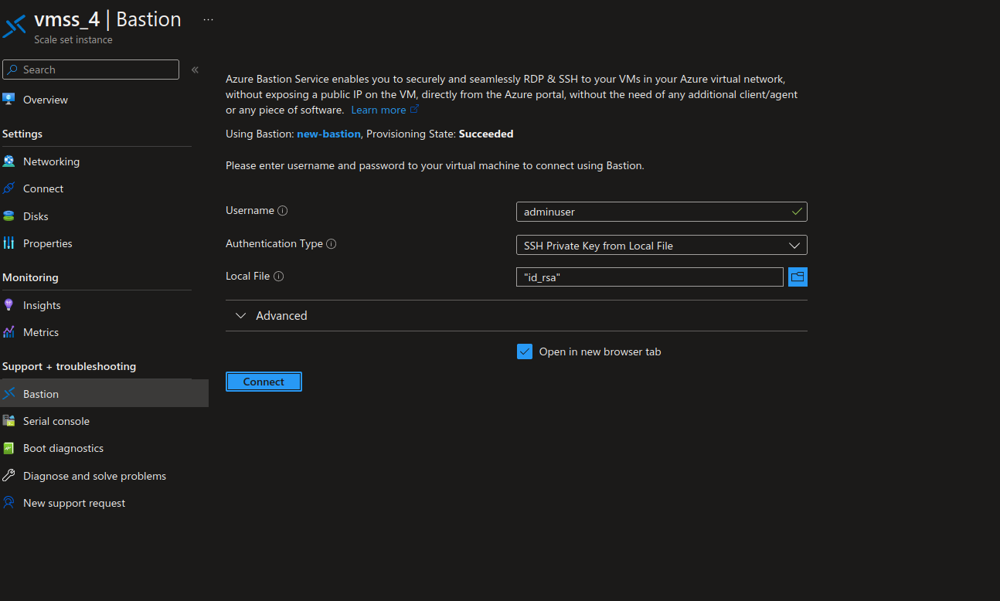 vmss_4 | Bastion ...
Scale set instance
Search
«
Overview
Settings
Networking
Connect
Disks
Properties
Monitoring
Insights
Metrics
Support + troubleshooting
Bastion
Serial console
Boot diagnostics
Diagnose and solve problems
New support request
Azure Bastion Service enables you to securely and seamlessly RDP & SSH to your VMs in your Azure virtual network,
without exposing a public IP on the VM, directly from the Azure portal, without the need of any additional client/agent
or any piece of software. Learn more
Using Bastion: new-bastion, Provisioning State: Succeeded
Please enter username and password to your virtual machine to connect using Bastion.
Username
adminuser
Authentication Type
SSH Private Key from Local File
Local File
"id_rsa"
Advanced
Open in new browser tab
Connect